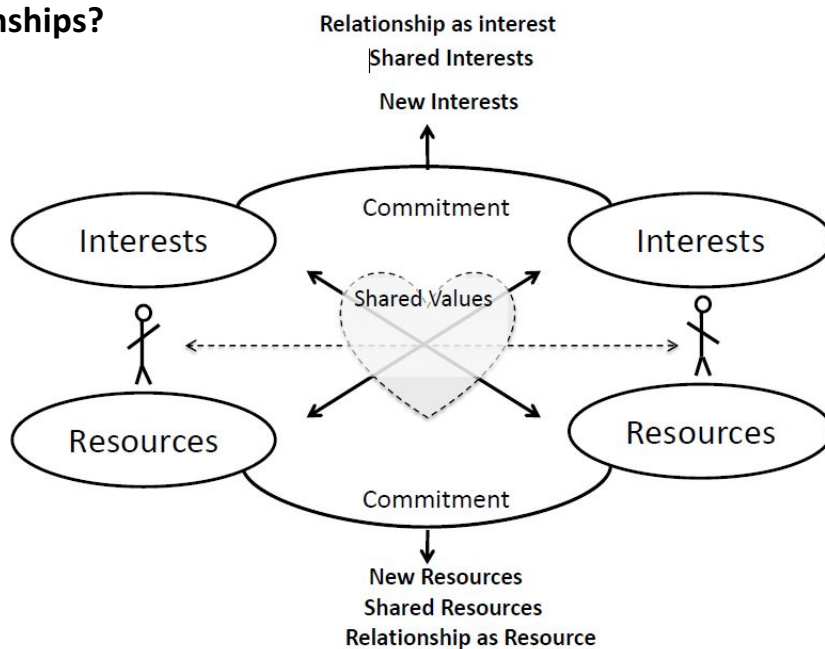 nships?
Relationship as interest
Shared Interests
New Interests
Commitment
Interests
Interests
Shared Values
Resources
Resources
Commitment
New Resources
Shared Resources
Relationship as Resource